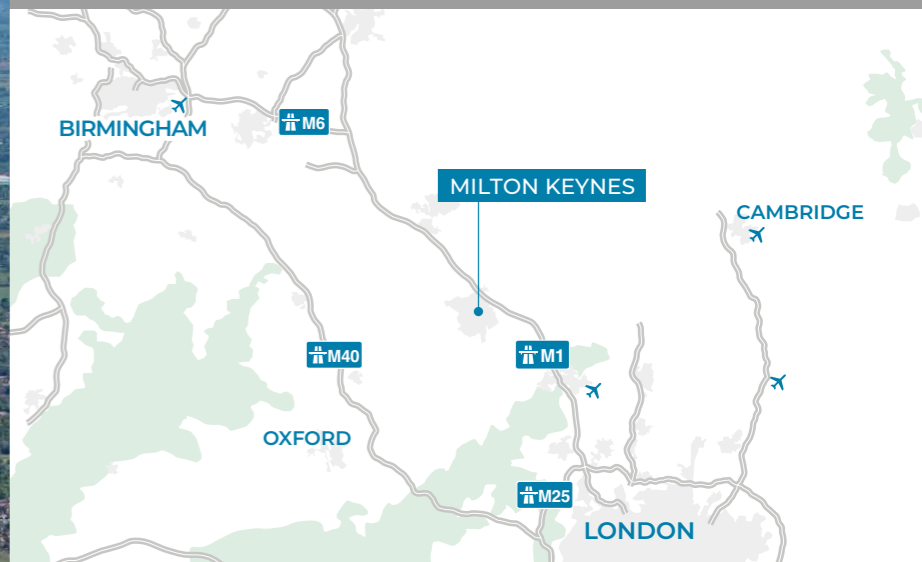 BIRMINGHAM
M6
MILTON KEYNES
CAMBRIDGE
M40
M1
OXFORD
M25
LONDON